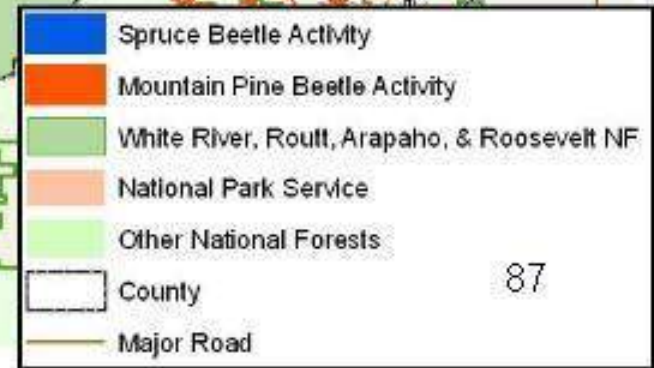 Spruce Beetle Activity
Mountain Pine Beetle Activity
White River, Routt, Arapaho, & Roosevelt NF
National Park Service
Other National Forests
County
87
Major Road